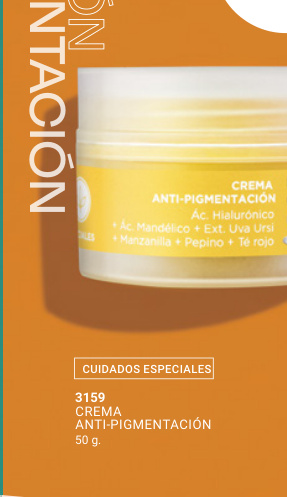 ÓN
NTACIÓN
CREMA
ANTI-PIGMENTACIÓN
Ác. Hialurónico
+ Ác. Mandélico + Ext. Uva Ursi
+ Manzanilla + Pepino + Té rojo
CUIDADOS ESPECIALES
3159
CREMA
ANTI-PIGMENTACIÓN
50 g.